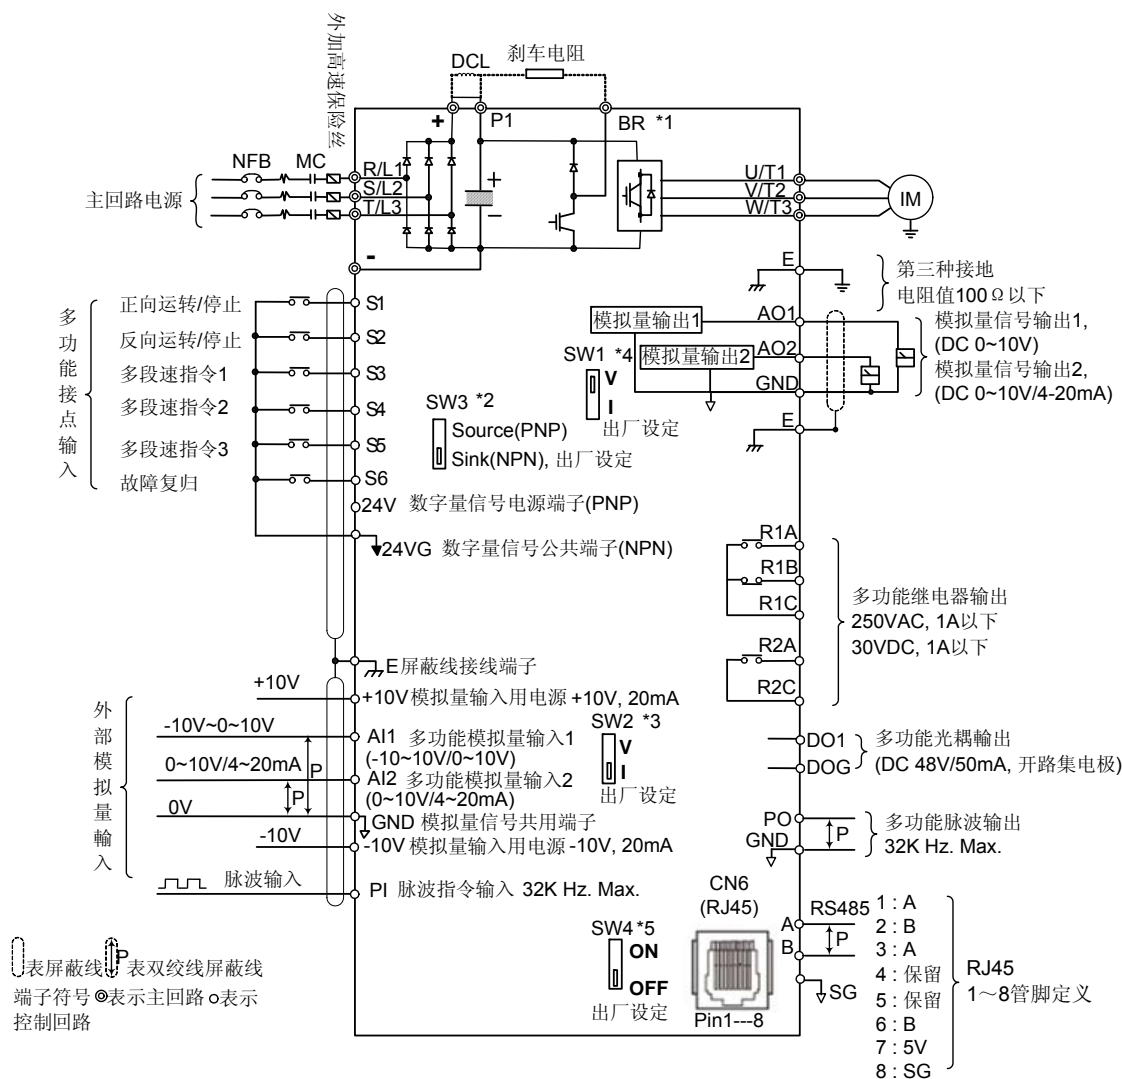 外加高速保险丝
DCL
刹车电阻
+
P1
BR *1
NFB
MC
R/L1
S/L2
T/L3
主回路电源
+
−
-
U/T1
V/T2
W/T3
IM
E
第三种接地
电阻值100Ω以下
多功能接点输入
正向运转/停止
S1
反向运转/停止
S2
多段速指令1
S3
多段速指令2
S4
多段速指令3
S5
故障复归
S6
24V 数字量信号电源端子(PNP)
24VG 数字量信号公共端子(NPN)
SW3 *2
Source(PNP)
Sink(NPN), 出厂设定
模拟量输出1
AO1
模拟量输出2
AO2
GND
SW1 *4
V
I
出厂设定
E
模拟量信号输出1,
(DC 0~10V)
模拟量信号输出2,
(DC 0~10V/4-20mA)
R1A
R1B
R1C
R2A
R2C
多功能继电器输出
250VAC, 1A以下
30VDC, 1A以下
E屏蔽线接线端子
外部模拟量輸入
+10V
+10V模拟量输入用电源 +10V, 20mA
-10V~0~10V
AI1 多功能模拟量输入1
(-10~10V/0~10V)
0~10V/4~20mA
P
AI2 多功能模拟量输入2
(0~10V/4~20mA)
P
0V
GND 模拟量信号共用端子
-10V
-10V模拟量输入用电源 -10V, 20mA
脉波输入
PI 脉波指令输入 32K Hz. Max.
SW2 *3
V
I
出厂设定
DO1
DOG
多功能光耦輸出
(DC 48V/50mA, 开路集电极)
PO
GND
P
多功能脉波输出
32K Hz. Max.
SW4 *5
ON
OFF
出厂设定
CN6
(RJ45)
Pin1---8
A
B
RS485
P
SG
1 : A
2 : B
3 : A
4 : 保留
5 : 保留
6 : B
7 : 5V
8 : SG
RJ45
1～8管脚定义
表屏蔽线
P
表双绞线屏蔽线
端子符号◎表示主回路○表示
控制回路